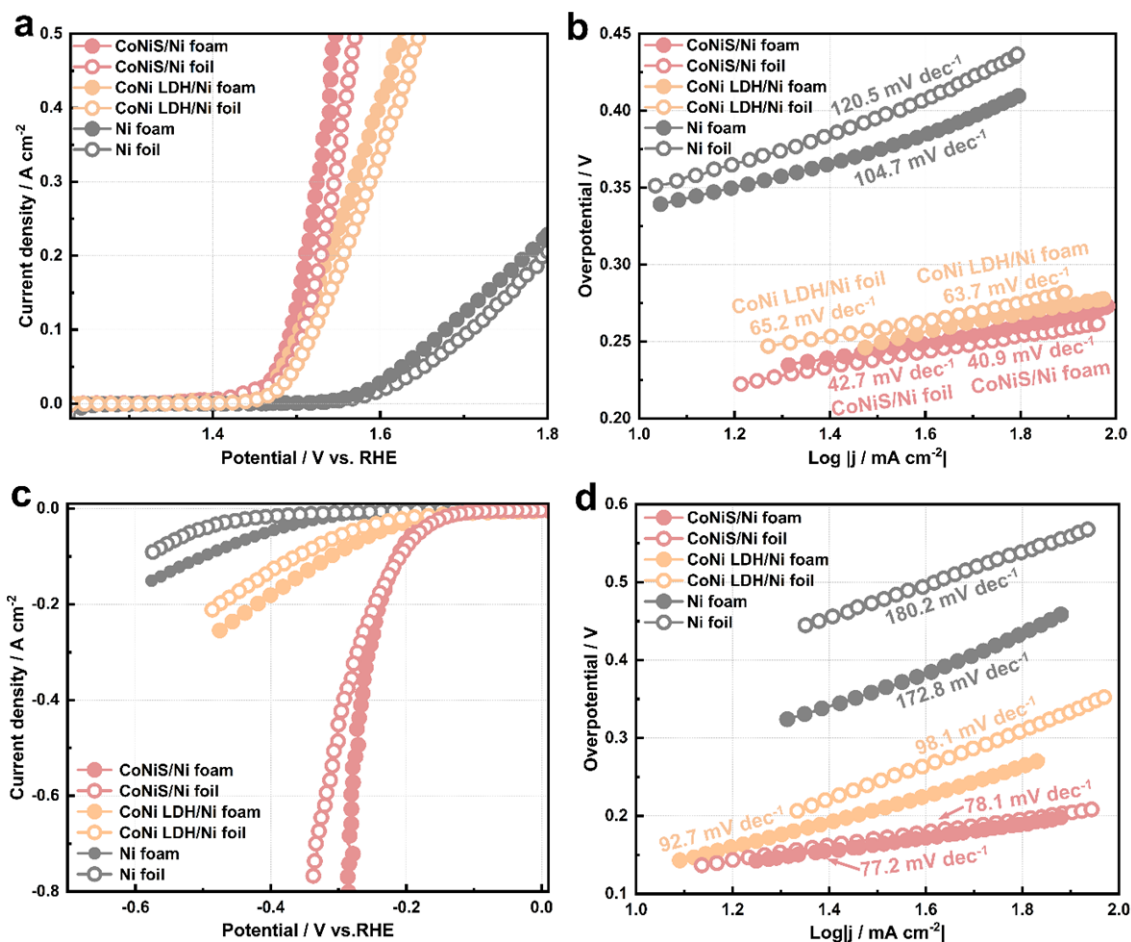 a
0.5
0.4
0.3
0.2
0.1
0.0
Current density / A cm⁻²
CoNiS/Ni foam
CoNiS/Ni foil
CoNi LDH/Ni foam
CoNi LDH/Ni foil
Ni foam
Ni foil
1.4
1.6
1.8
Potential / V vs. RHE
b
0.45
0.40
0.35
0.30
0.25
0.20
Overpotential / V
CoNiS/Ni foam
CoNiS/Ni foil
CoNi LDH/Ni foam
CoNi LDH/Ni foil
Ni foam
Ni foil
120.5 mV dec⁻¹
104.7 mV dec⁻¹
CoNi LDH/Ni foil
65.2 mV dec⁻¹
CoNi LDH/Ni foam
63.7 mV dec⁻¹
42.7 mV dec⁻¹
CoNiS/Ni foil
40.9 mV dec⁻¹
CoNiS/Ni foam
1.0
1.2
1.4
1.6
1.8
2.0
Log |j / mA cm⁻²|
c
0.0
-0.2
-0.4
-0.6
-0.8
Current density / A cm⁻²
CoNiS/Ni foam
CoNiS/Ni foil
CoNi LDH/Ni foam
CoNi LDH/Ni foil
Ni foam
Ni foil
-0.6
-0.4
-0.2
0.0
Potential / V vs.RHE
d
0.6
0.5
0.4
0.3
0.2
0.1
Overpotential / V
CoNiS/Ni foam
CoNiS/Ni foil
CoNi LDH/Ni foam
CoNi LDH/Ni foil
Ni foam
Ni foil
180.2 mV dec⁻¹
172.8 mV dec⁻¹
98.1 mV dec⁻¹
92.7 mV dec⁻¹
78.1 mV dec⁻¹
77.2 mV dec⁻¹
1.0
1.2
1.4
1.6
1.8
2.0
Log|j / mA cm⁻²|